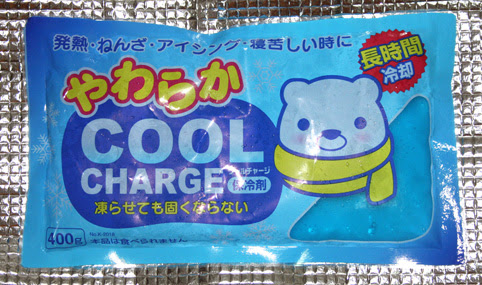 発熱・ねんざ・アイシング・寝苦しい時に
長時間
冷却
やわらか
COOL
CHARGE
クールチャージ
保冷剤
凍らせても固くならない
400g
本品は食べられません